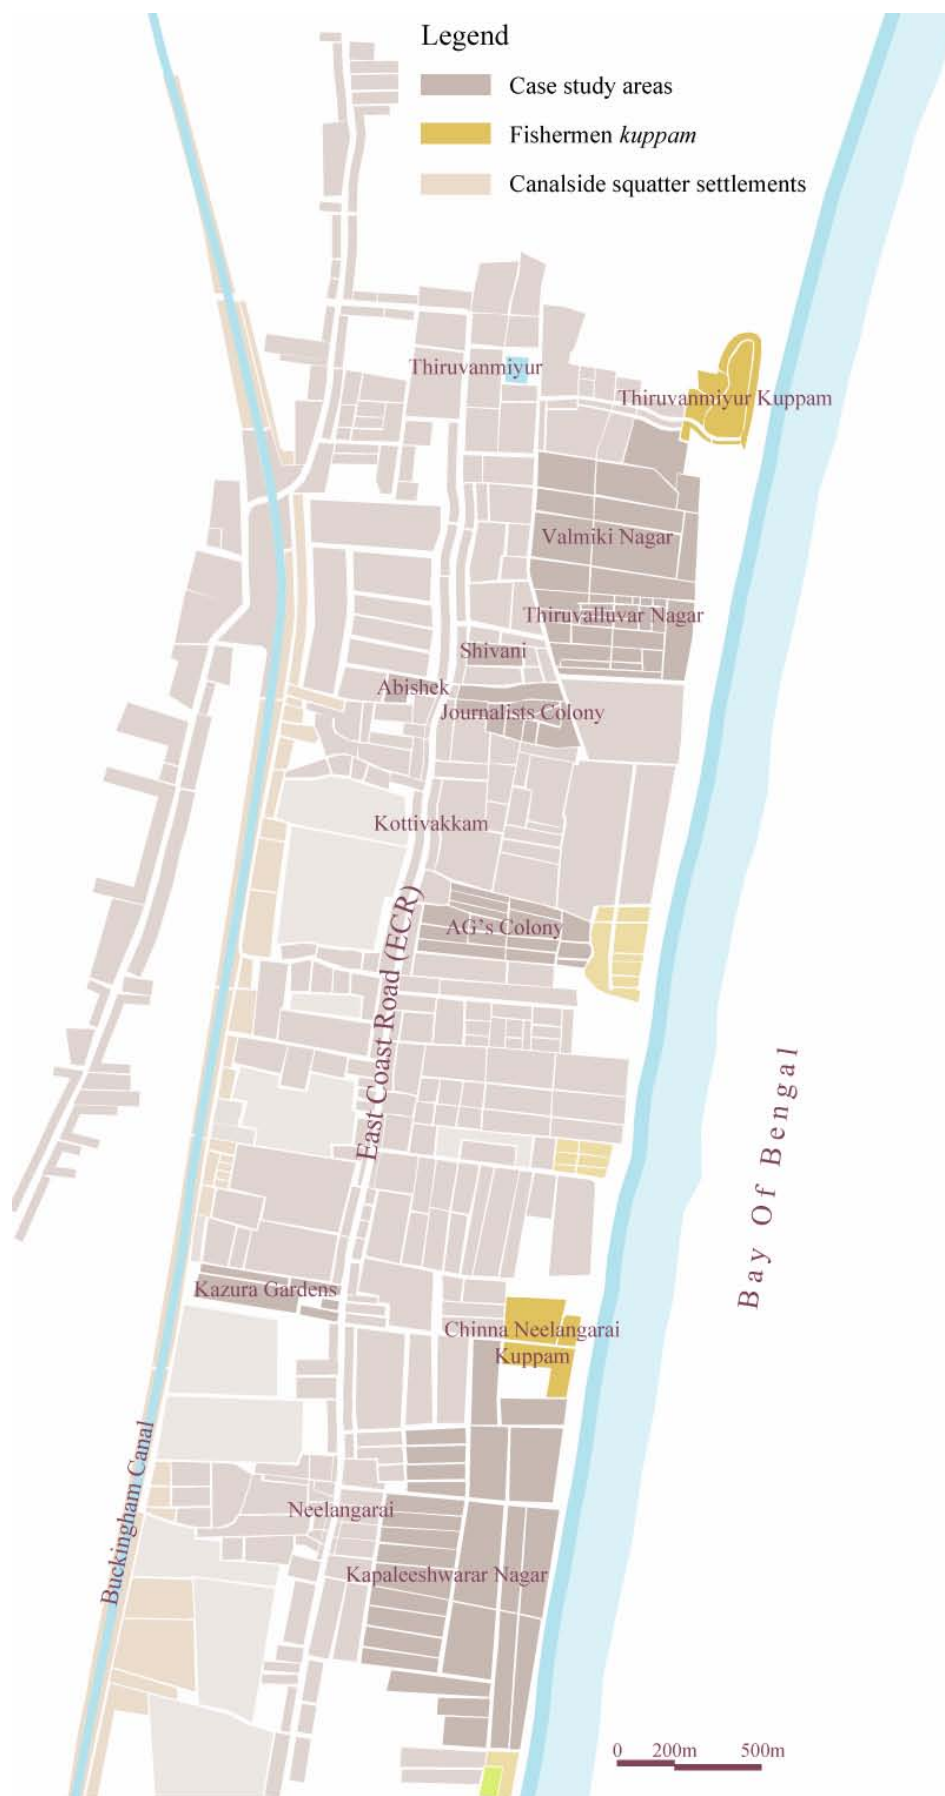 Legend
Case study areas
Fishermen kuppam
Canalside squatter settlements
Thiruvanmiyur
Thiruvanmiyur Kuppam
Valmiki Nagar
Thiruvalluvar Nagar
Shivani
Abishek
Journalists Colony
Kottivakkam
AG's Colony
East Coast Road (ECR)
Bay Of Bengal
Kazura Gardens
Chinna Neelangarai
Kuppam
Buckingham Canal
Neelangarai
Kapaleeshwarar Nagar
0 200m 500m